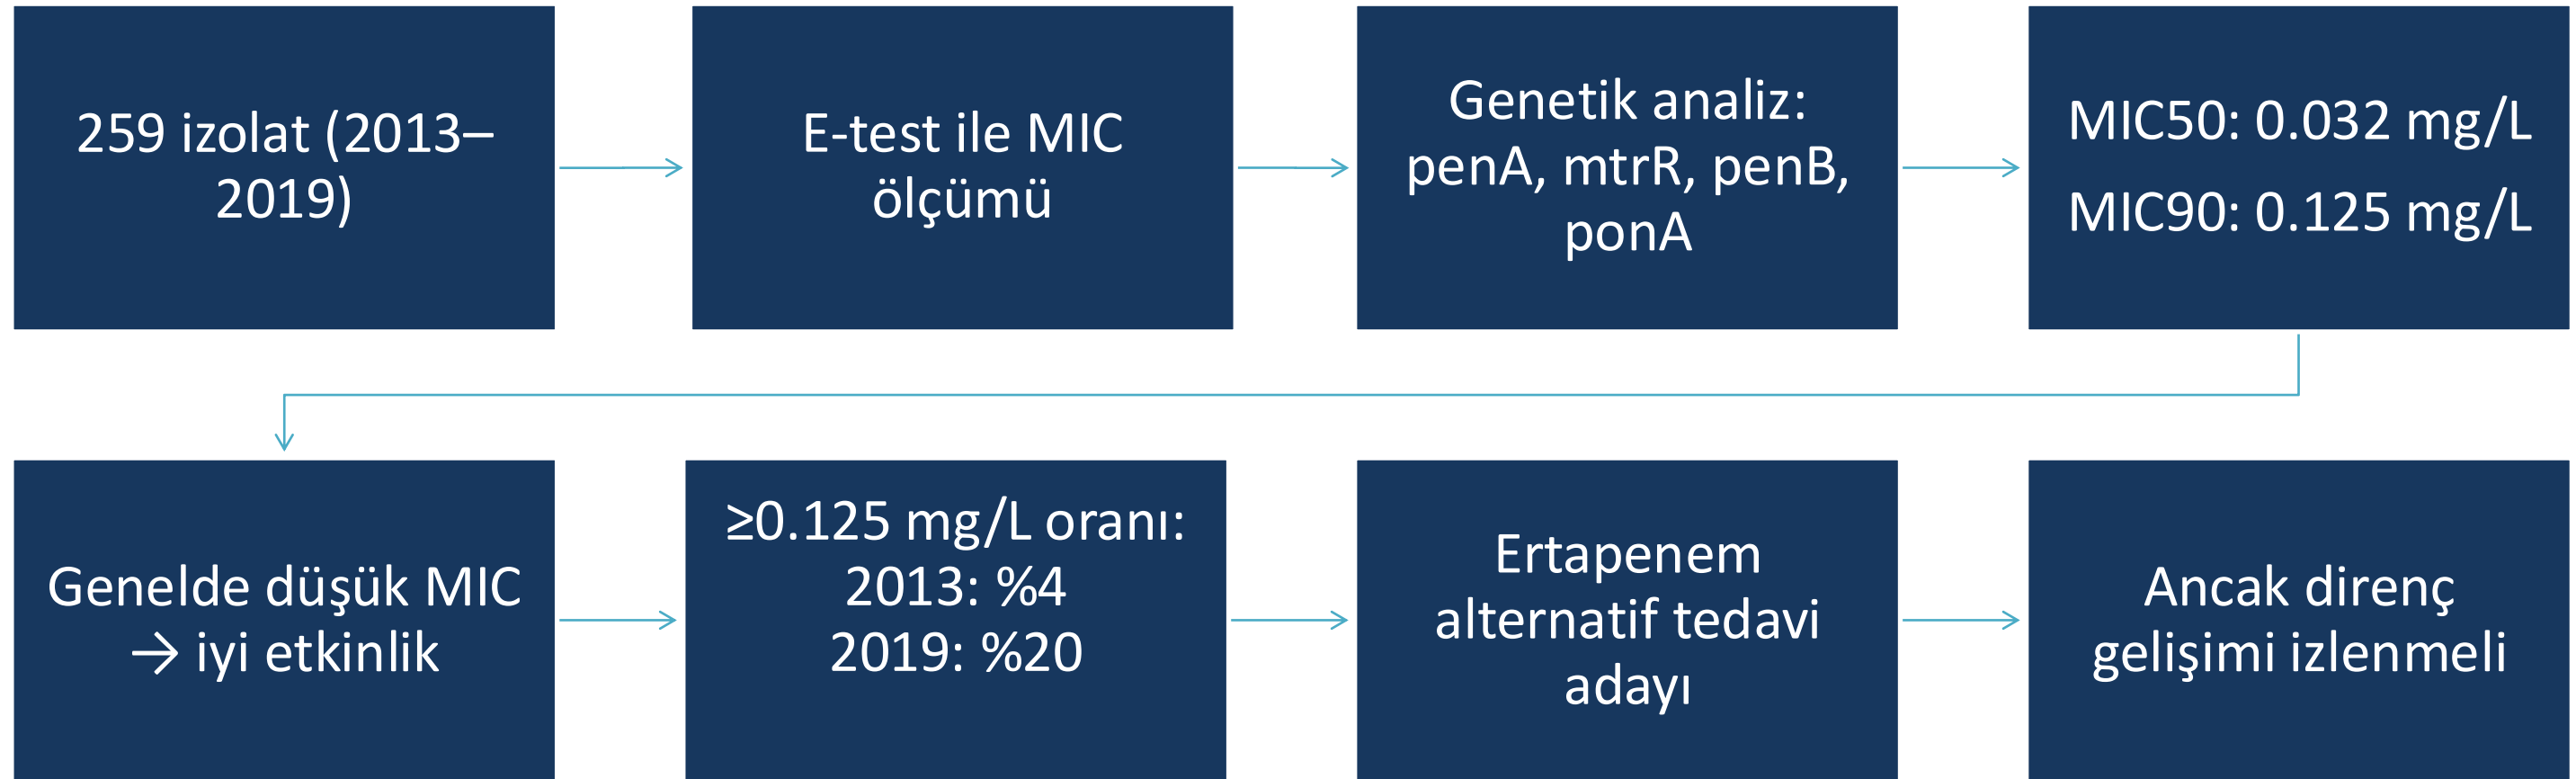 259 izolat (2013–
2019)
E-test ile MIC
ölçümü
Genetik analiz:
penA, mtrR, penB,
ponA
MIC50: 0.032 mg/L
MIC90: 0.125 mg/L
Genelde düşük MIC
→ iyi etkinlik
≥0.125 mg/L oranı:
2013: %4
2019: %20
Ertapenem
alternatif tedavi
adayı
Ancak direnç
gelişimi izlenmeli